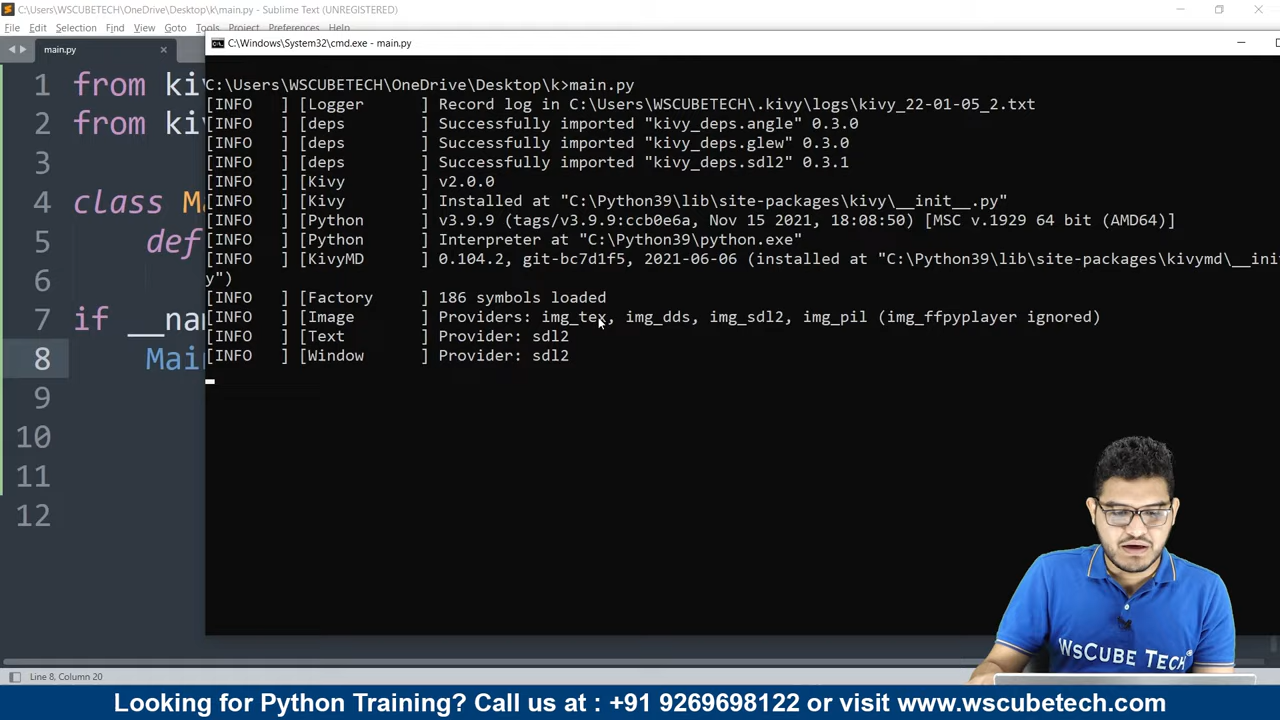 C:\Users\WSCUBETECH\OneDrive\Desktop\k\main.py - Sublime Text (UNREGISTERED)
File Edit Selection Find View Goto Tools Project Preferences Help
main.py
C:\Windows\System32\cmd.exe - main.py
1 from kiv
2 from kiv
3
4 class Ma
5 def
6
7 if __nam
8 Main
9
10
11
12
C:\Users\WSCUBETECH\OneDrive\Desktop\k>main.py
[INFO ] [Logger ] Record log in C:\Users\WSCUBETECH\.kivy\logs\kivy_22-01-05_2.txt
[INFO ] [deps ] Successfully imported "kivy_deps.angle" 0.3.0
[INFO ] [deps ] Successfully imported "kivy_deps.glew" 0.3.0
[INFO ] [deps ] Successfully imported "kivy_deps.sdl2" 0.3.1
[INFO ] [Kivy ] v2.0.0
[INFO ] [Kivy ] Installed at "C:\Python39\lib\site-packages\kivy\__init__.py"
[INFO ] [Python ] v3.9.9 (tags/v3.9.9:ccb0e6a, Nov 15 2021, 18:08:50) [MSC v.1929 64 bit (AMD64)]
[INFO ] [Python ] Interpreter at "C:\Python39\python.exe"
[INFO ] [KivyMD ] 0.104.2, git-bc7d1f5, 2021-06-06 (installed at "C:\Python39\lib\site-packages\kivymd\__init
y")
[INFO ] [Factory ] 186 symbols loaded
[INFO ] [Image ] Providers: img_tex, img_dds, img_sdl2, img_pil (img_ffpyplayer ignored)
[INFO ] [Text ] Provider: sdl2
[INFO ] [Window ] Provider: sdl2
WsCube Tech
Line 8, Column 20
Looking for Python Training? Call us at : +91 9269698122 or visit www.wscubetech.com